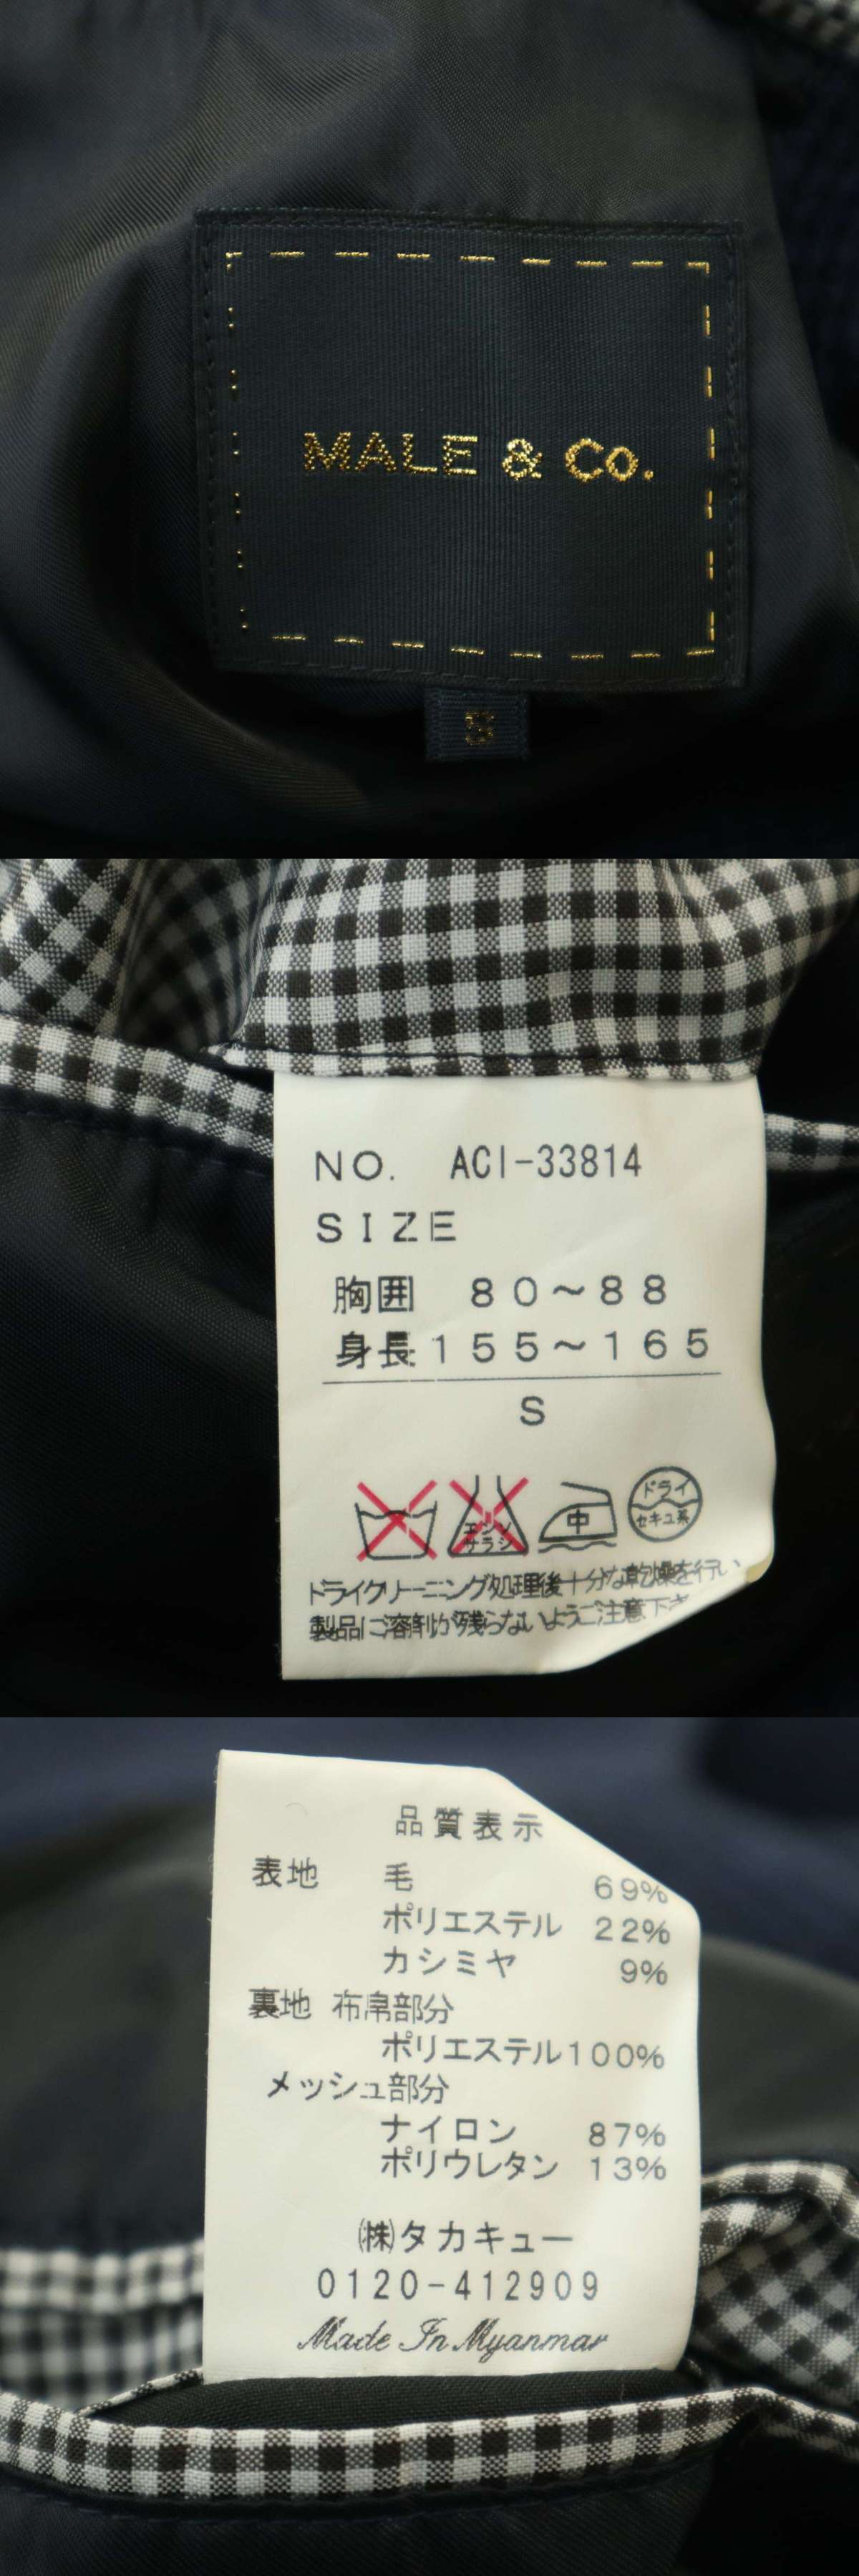 MALE & Co.
S
NO. ACI-33814
SIZE
胸囲 80～88
身長155～165
S
エンソ
サラシ
中
ドライ
セキユ系
ドライクリーニング処理後十分な乾燥を行い
製品に溶剤が残らないようご注意下さ
品質表示
表地 毛 69%
ポリエステル 22%
カシミヤ 9%
裏地 布帛部分
ポリエステル100%
メッシュ部分
ナイロン 87%
ポリウレタン 13%
㈱タカキュー
0120-412909
Made In Myanmar